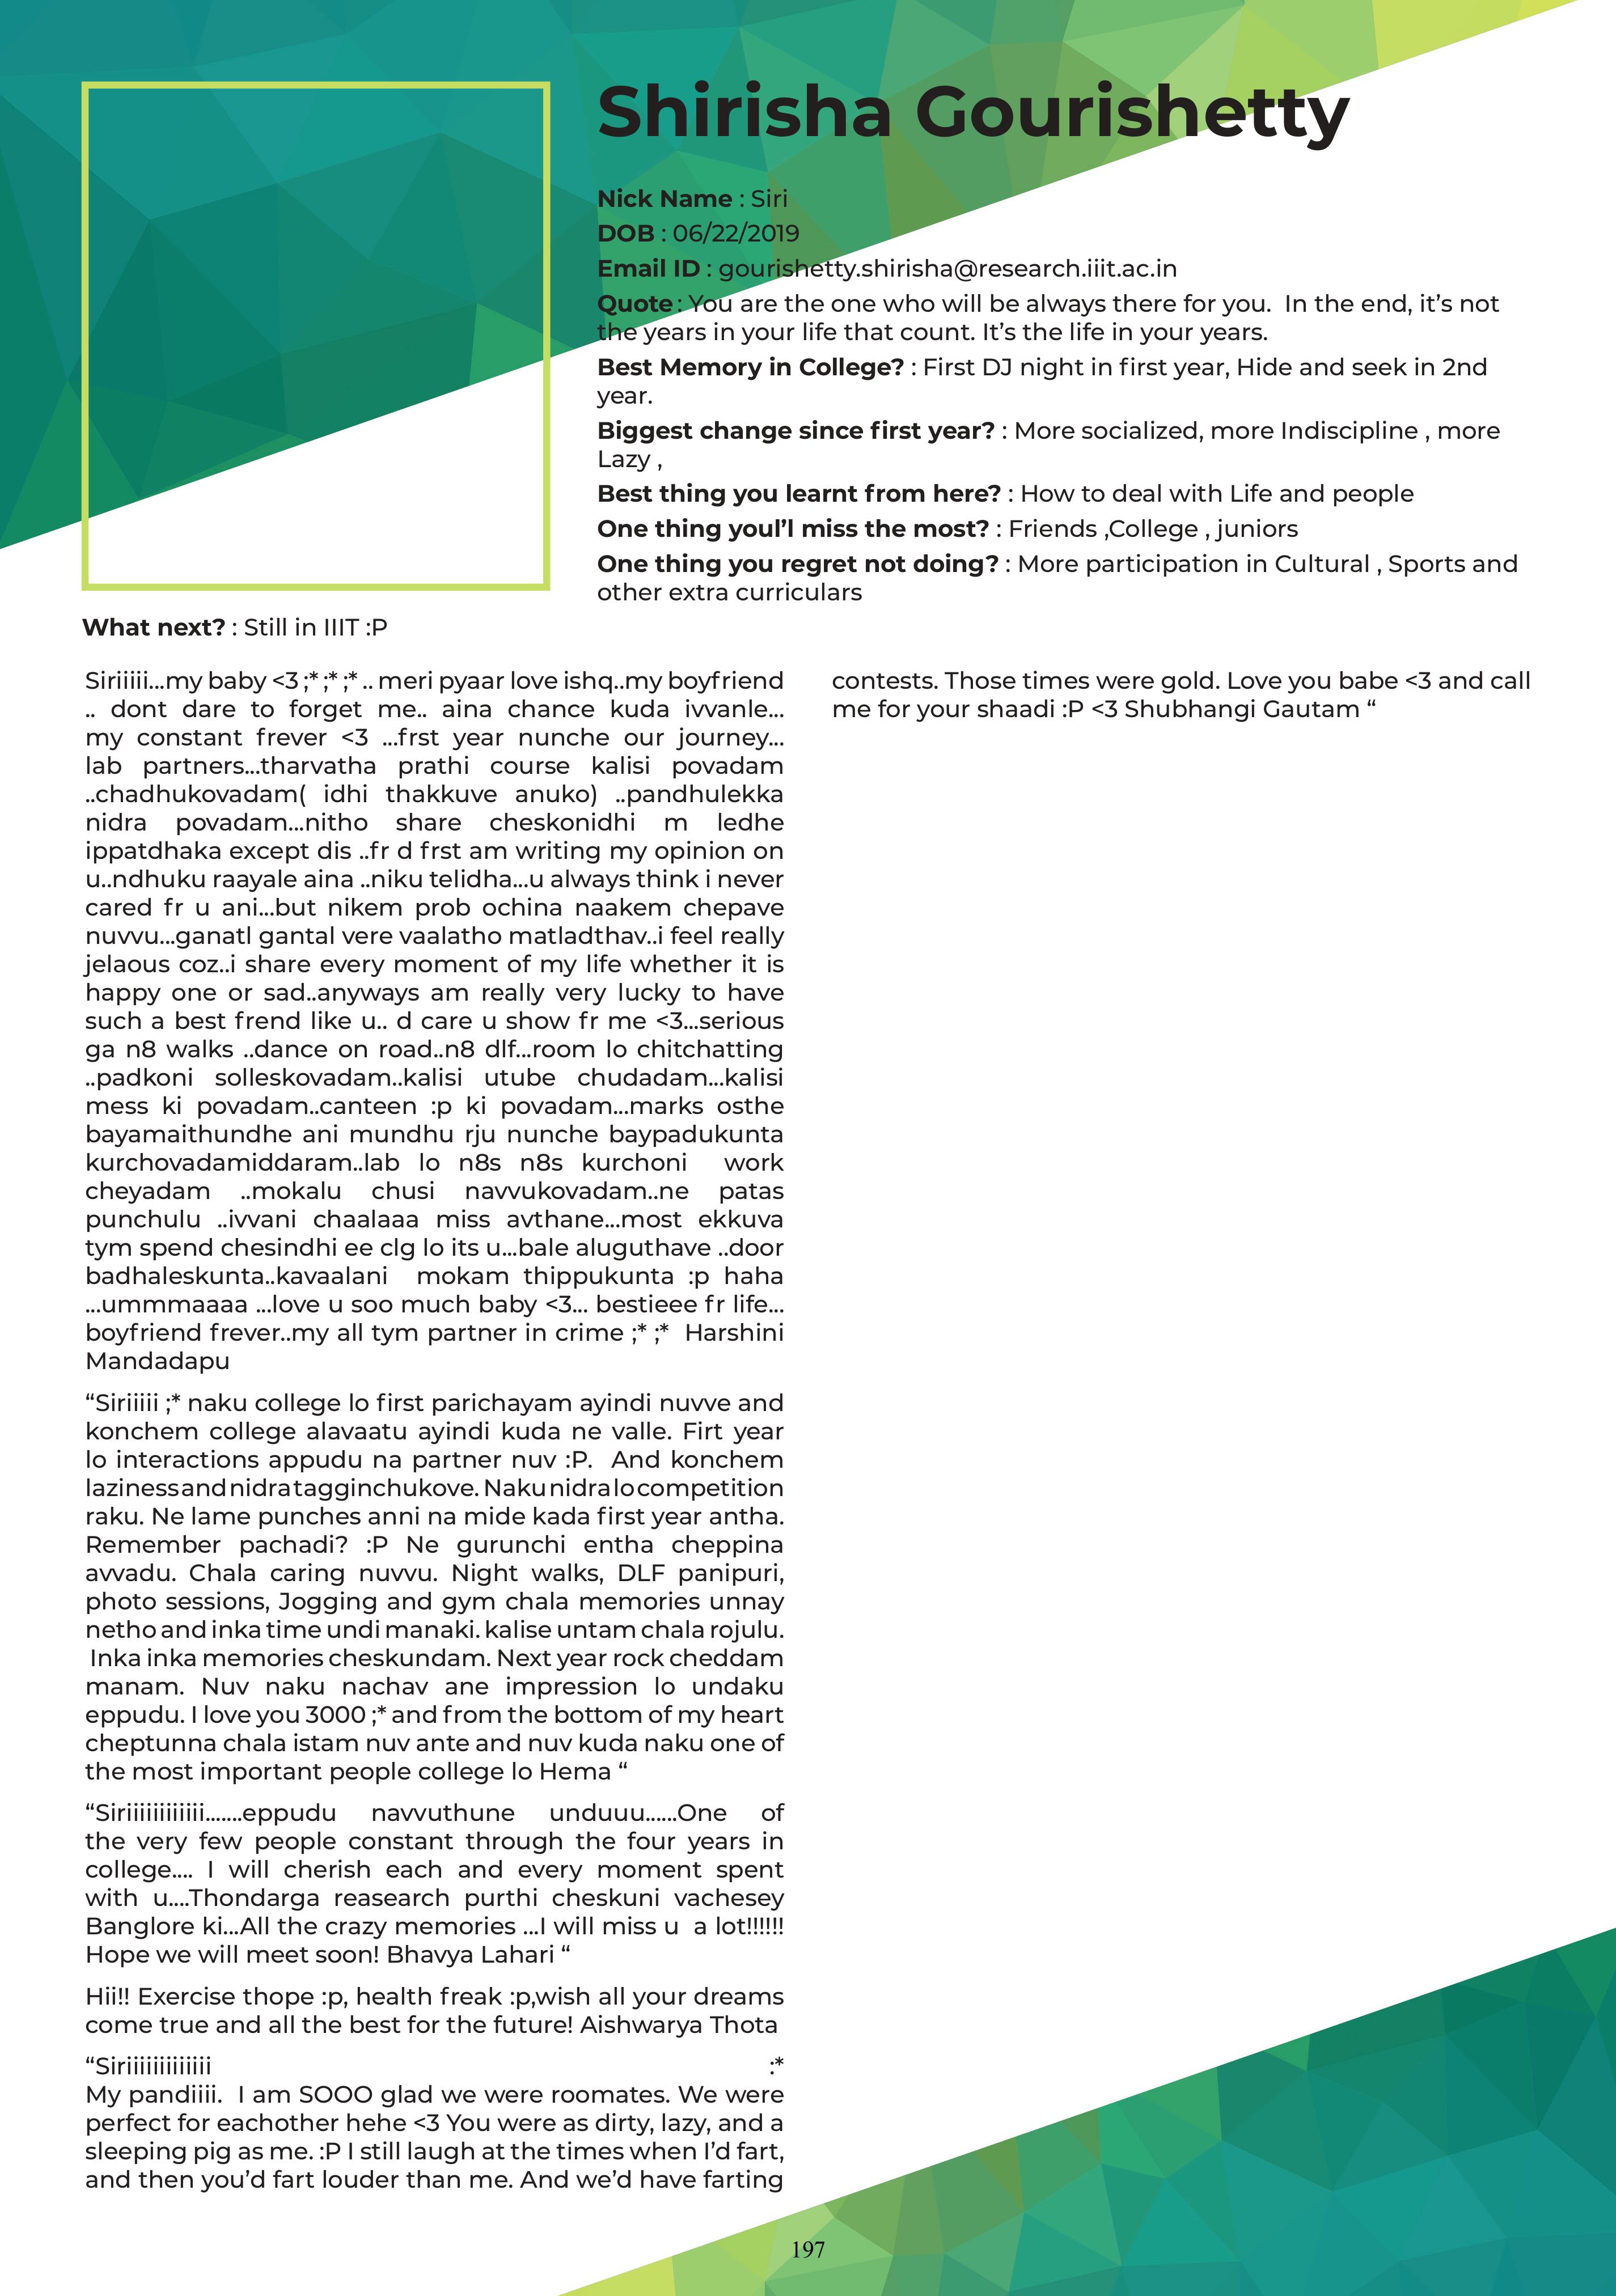 Shirisha Gourishetty
Nick Name : Siri
DOB : 06/22/2019
Email ID : gourishetty.shirisha@research.iiit.ac.in
Quote : You are the one who will be always there for you.  In the end, it’s not
the years in your life that count. It’s the life in your years.
Best Memory in College? : First DJ night in first year, Hide and seek in 2nd
year.
Biggest change since first year? : More socialized, more Indiscipline , more
Lazy ,
Best thing you learnt from here? : How to deal with Life and people
One thing youl’l miss the most? : Friends ,College , juniors
One thing you regret not doing? : More participation in Cultural , Sports and
other extra curriculars
What next? : Still in IIIT :P
Siriiiii...my baby <3 ;* ;* ;* .. meri pyaar love ishq..my boyfriend
.. dont dare to forget me.. aina chance kuda ivvanle...
my constant frever <3 ...frst year nunche our journey...
lab partners...tharvatha prathi course kalisi povadam
..chadhukovadam( idhi thakkuve anuko) ..pandhulekka
nidra povadam...nitho share cheskonidhi m ledhe
ippatdhaka except dis ..fr d frst am writing my opinion on
u..ndhuku raayale aina ..niku telidha...u always think i never
cared fr u ani...but nikem prob ochina naakem chepave
nuvvu...ganatl gantal vere vaalatho matladthav..i feel really
jelaous coz..i share every moment of my life whether it is
happy one or sad..anyways am really very lucky to have
such a best frend like u.. d care u show fr me <3...serious
ga n8 walks ..dance on road..n8 dlf...room lo chitchatting
..padkoni solleskovadam..kalisi utube chudadam...kalisi
mess ki povadam..canteen :p ki povadam...marks osthe
bayamaithundhe ani mundhu rju nunche baypadukunta
kurchovadamiddaram..lab lo n8s n8s kurchoni  work
cheyadam ..mokalu chusi navvukovadam..ne patas
punchulu ..ivvani chaalaaa miss avthane...most ekkuva
tym spend chesindhi ee clg lo its u...bale aluguthave ..door
badhaleskunta..kavaalani  mokam thippukunta :p haha
...ummmaaaa ...love u soo much baby <3... bestieee fr life...
boyfriend frever..my all tym partner in crime ;* ;*  Harshini
Mandadapu
“Siriiiii ;* naku college lo first parichayam ayindi nuvve and
konchem college alavaatu ayindi kuda ne valle. Firt year
lo interactions appudu na partner nuv :P.  And konchem
laziness and nidra tagginchukove. Naku nidra lo competition
raku. Ne lame punches anni na mide kada first year antha.
Remember pachadi? :P Ne gurunchi entha cheppina
avvadu. Chala caring nuvvu. Night walks, DLF panipuri,
photo sessions, Jogging and gym chala memories unnay
netho and inka time undi manaki. kalise untam chala rojulu.
Inka inka memories cheskundam. Next year rock cheddam
manam. Nuv naku nachav ane impression lo undaku
eppudu. I love you 3000 ;* and from the bottom of my heart
cheptunna chala istam nuv ante and nuv kuda naku one of
the most important people college lo Hema “
“Siriiiiiiiiiiiii.......eppudu navvuthune unduuu......One of
the very few people constant through the four years in
college.... I will cherish each and every moment spent
with u....Thondarga reasearch purthi cheskuni vachesey
Banglore ki...All the crazy memories ...I will miss u  a lot!!!!!!
Hope we will meet soon! Bhavya Lahari “
Hii!! Exercise thope :p, health freak :p,wish all your dreams
come true and all the best for the future! Aishwarya Thota
“Siriiiiiiiiiiiiii :*
My pandiiii.  I am SOOO glad we were roomates. We were
perfect for eachother hehe <3 You were as dirty, lazy, and a
sleeping pig as me. :P I still laugh at the times when I’d fart,
and then you’d fart louder than me. And we’d have farting
contests. Those times were gold. Love you babe <3 and call
me for your shaadi :P <3 Shubhangi Gautam “
197